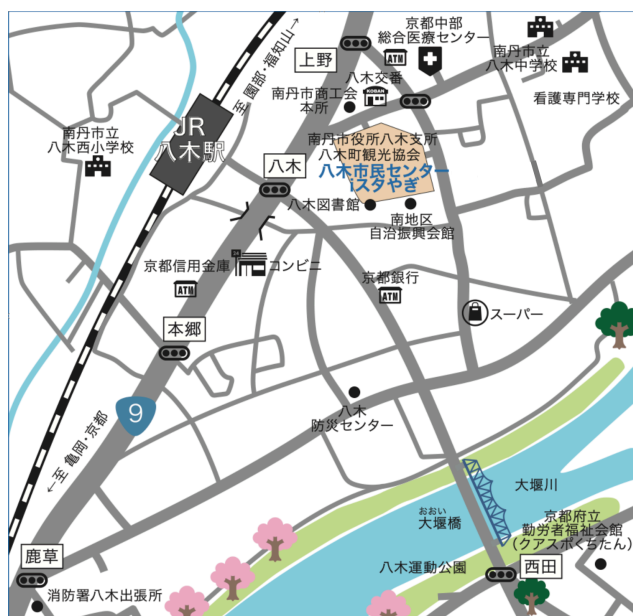 至 園部・福知山→
上野
京都中部
総合医療センター
ATM
南丹市立
八木中学校
看護専門学校
八木交番
KOBAN
南丹市商工会
本所
JR
八木駅
南丹市立
八木西小学校
八木
南丹市役所八木支所
八木町観光協会
八木市民センター
iスタやぎ
八木図書館
南地区
自治振興会館
京都信用金庫
ATM
コンビニ
京都銀行
ATM
スーパー
本郷
9
←至 亀岡・京都
八木
防災センター
大堰川
おおい
大堰橋
京都府立
勤労者福祉会館
(クアスポくらたん)
八木運動公園
西田
鹿草
消防署八木出張所